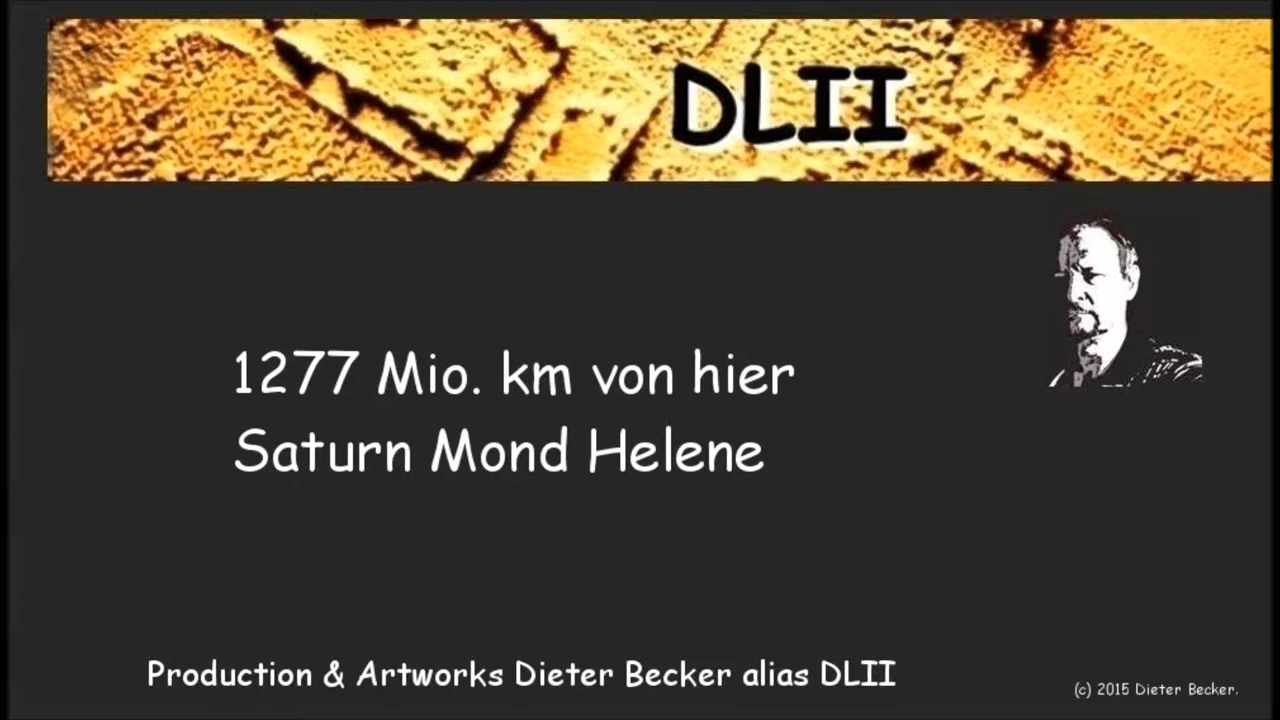 DLII
1277 Mio. km von hier
Saturn Mond Helene
Production & Artworks Dieter Becker alias DLII
(c) 2015 Dieter Becker.